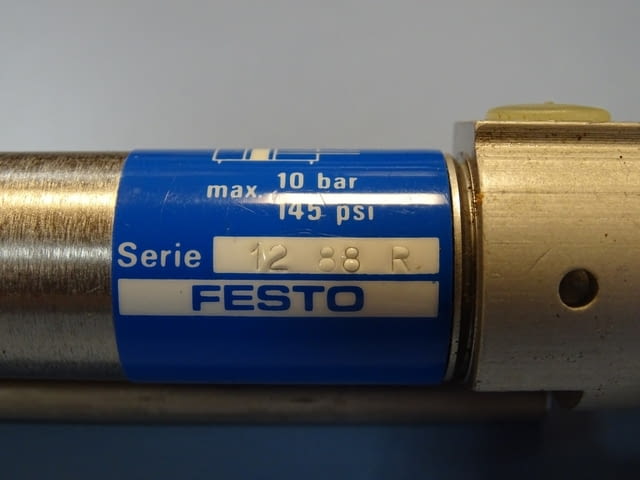 max. 10 bar
145 psi
Serie 12 88 R.
FESTO